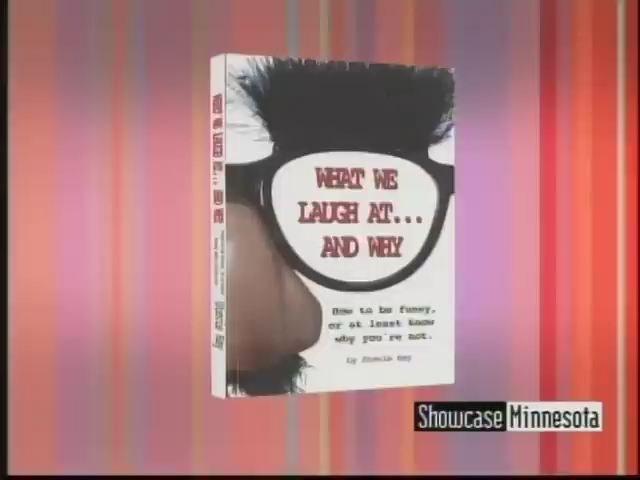 WHAT WE
LAUGH AT...
AND WHY
How to be funny,
or at least know
why you're not.
by
WHAT WE LAUGH AT... AND WHY
Showcase Minnesota